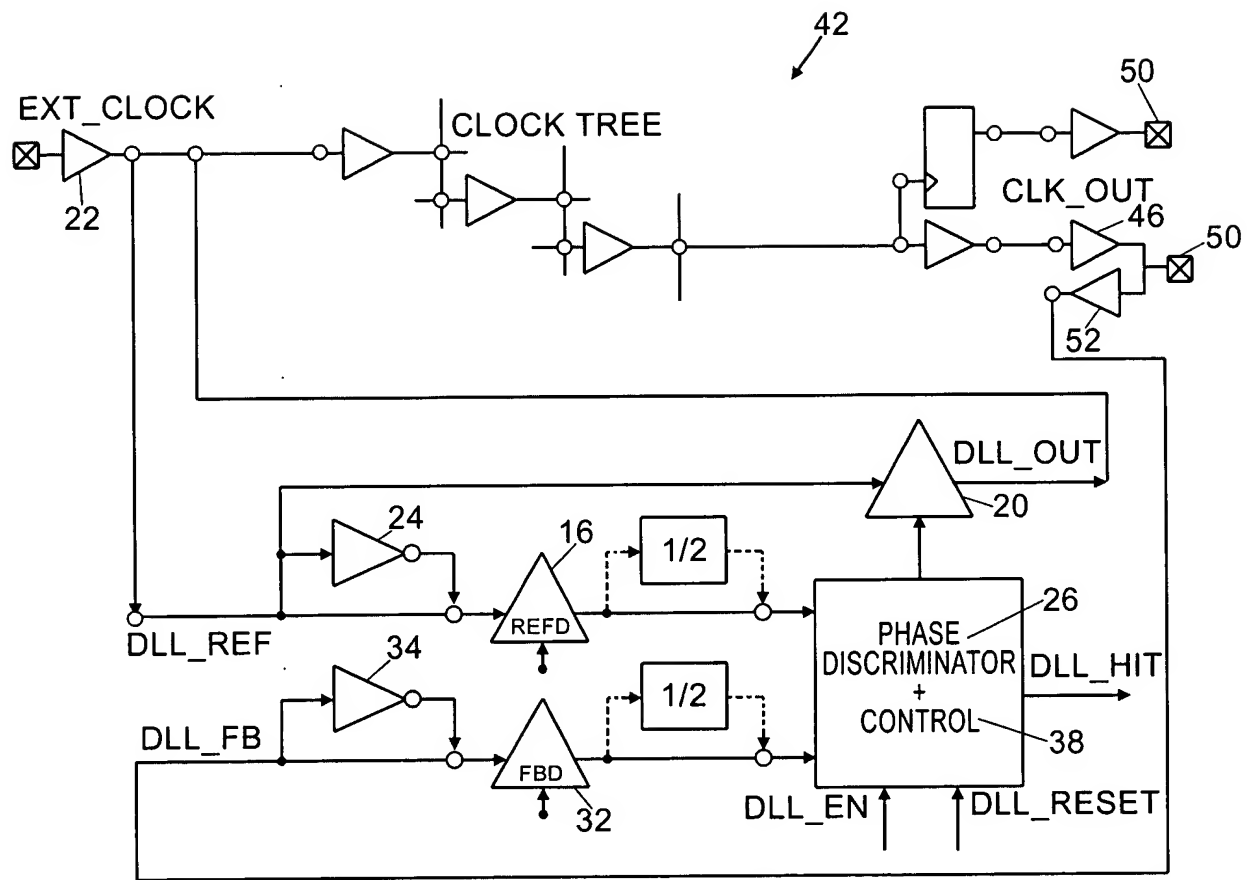 42
50
EXT_CLOCK
CLOCK TREE
22
CLK_OUT
46
50
52
DLL_OUT
20
24
16
1/2
REFD
DLL_REF
26
PHASE
DISCRIMINATOR
+
CONTROL
38
DLL_HIT
34
1/2
DLL_FB
FBD
32
DLL_EN
DLL_RESET